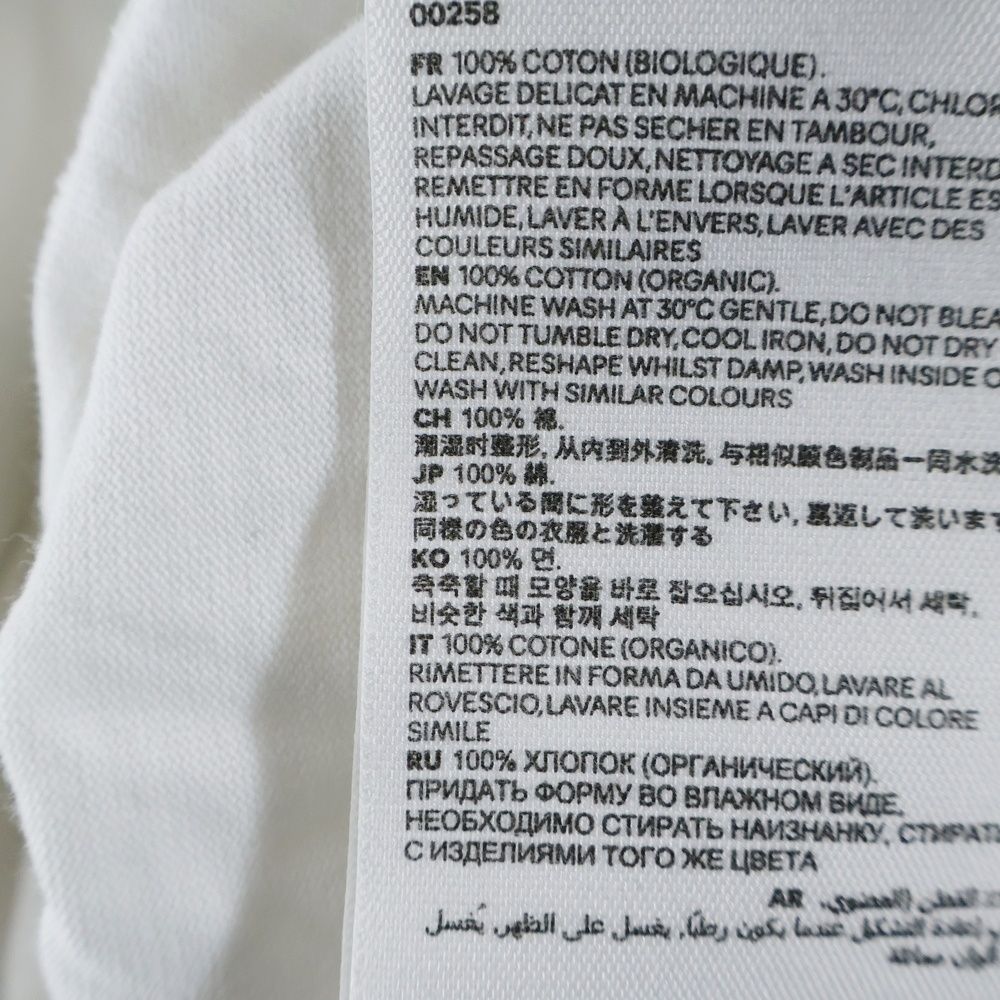 00258
FR 100% COTON (BIOLOGIQUE).
LAVAGE DELICAT EN MACHINE A 30°C, CHLOR
INTERDIT, NE PAS SECHER EN TAMBOUR,
REPASSAGE DOUX, NETTOYAGE A SEC INTERD
REMETTRE EN FORME LORSQUE L'ARTICLE ES
HUMIDE, LAVER À L'ENVERS, LAVER AVEC DES
COULEURS SIMILAIRES
EN 100% COTTON (ORGANIC).
MACHINE WASH AT 30°C GENTLE, DO NOT BLEA
DO NOT TUMBLE DRY, COOL IRON, DO NOT DRY
CLEAN, RESHAPE WHILST DAMP, WASH INSIDE O
WASH WITH SIMILAR COLOURS
CH 100% 棉.
潮湿时整形, 从内到外清洗, 与相似颜色制品一同水洗
JP 100% 綿.
湿っている間に形を整えて下さい, 裏返して洗います
同様の色の衣服と洗濯する
KO 100% 면.
축축할 때 모양을 바로 잡으십시오, 뒤집어서 세탁,
비슷한 색과 함께 세탁
IT 100% COTONE (ORGANICO).
RIMETTERE IN FORMA DA UMIDO, LAVARE AL
ROVESCIO, LAVARE INSIEME A CAPI DI COLORE
SIMILE
RU 100% ХЛОПОК (ОРГАНИЧЕСКИЙ).
ПРИДАТЬ ФОРМУ ВО ВЛАЖНОМ ВИДЕ.
НЕОБХОДИМО СТИРАТЬ НАИЗНАНКУ, СТИРАТЬ
С ИЗДЕЛИЯМИ ТОГО ЖЕ ЦВЕТА
AR القطن (العضوي).
إعادة التشكل عندما يكون رطبًا, يغسل على الظهر, يُغسل
ألوان مماثلة